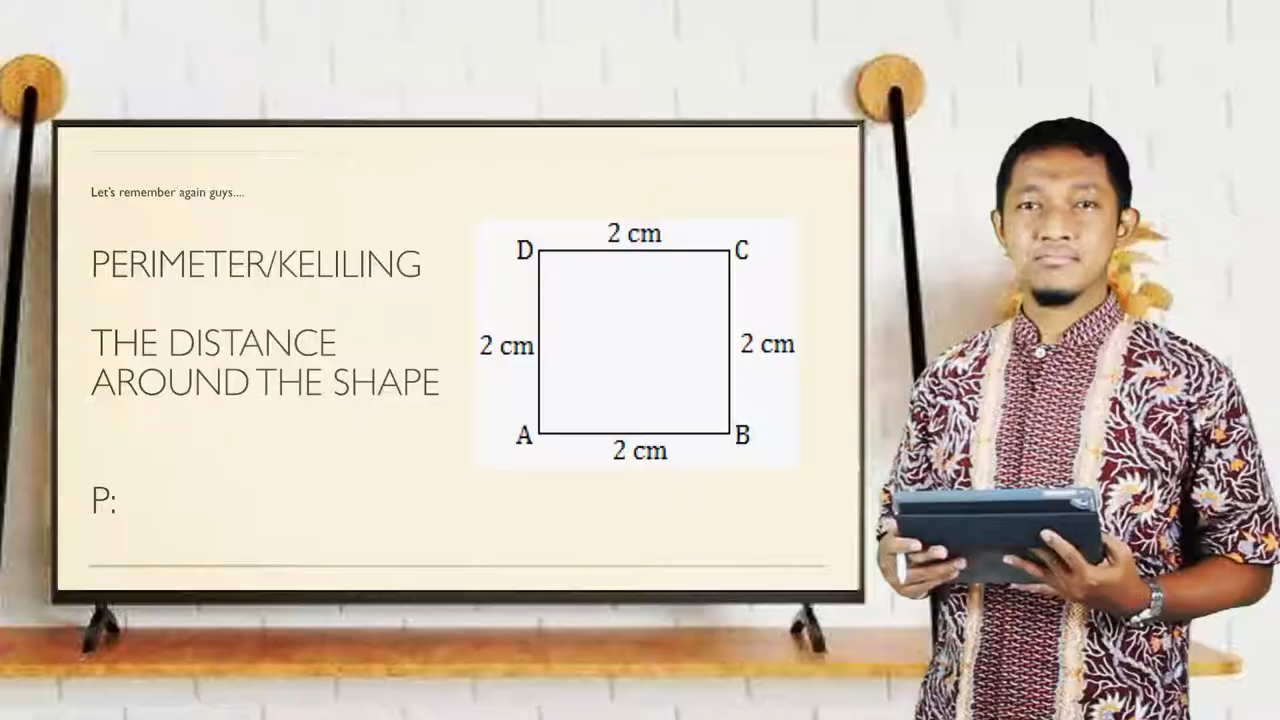 Let's remember again guys....
PERIMETER/KELILING
THE DISTANCE
AROUND THE SHAPE
P:
2 cm
D
C
2 cm
2 cm
A
B
2 cm